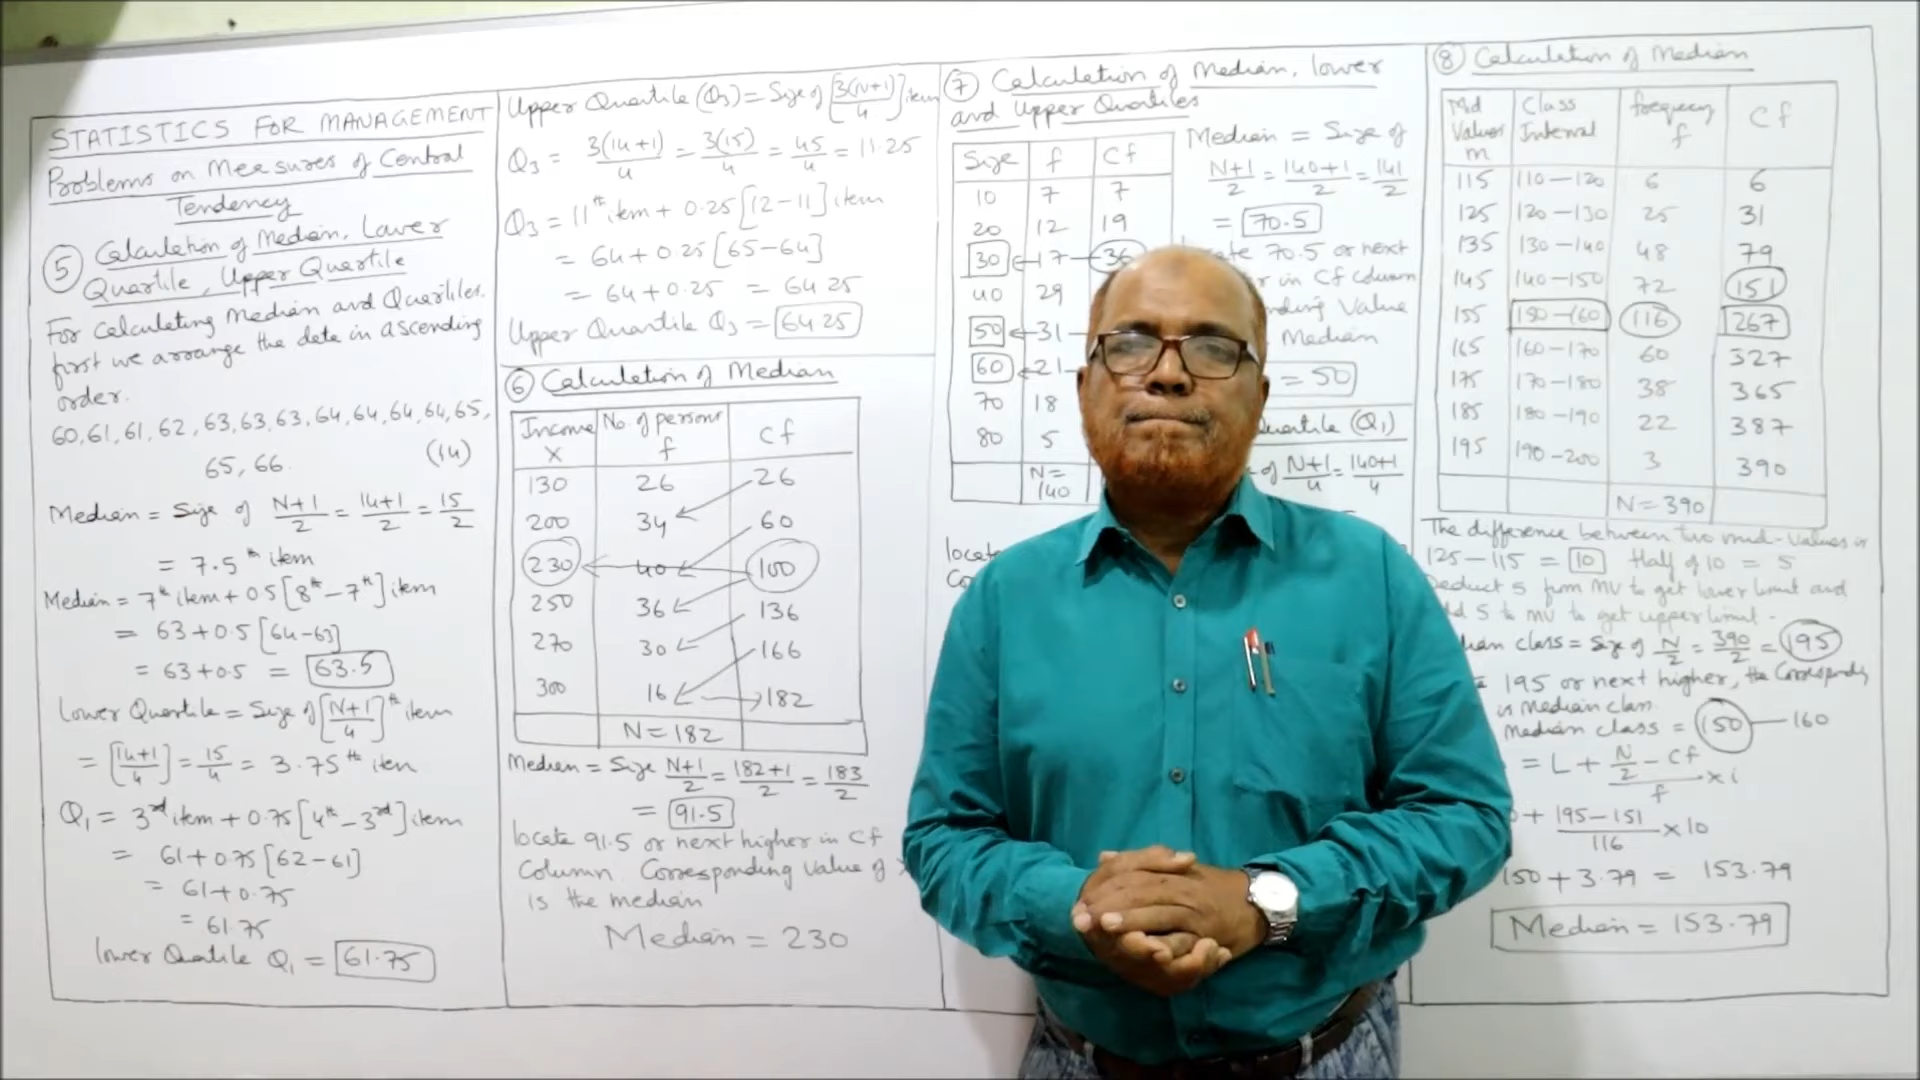 STATISTICS FOR MANAGEMENT
Problems on Measures of Central
Tendency
5 Calculation of Median, Lower
Quartile, Upper Quartile
For calculating Median and Quartiles.
first we arrange the data in ascending
order.
60, 61, 61, 62, 63, 63, 63, 64, 64, 64, 64, 65,
65, 66. (14)
Median = Size of N+1/2 = 14+1/2 = 15/2
= 7.5th item
Median = 7th item + 0.5 [8th - 7th] item
= 63 + 0.5 [64-63]
= 63 + 0.5 = 63.5
Lower Quartile = Size of [N+1/4]th item
= [14+1/4] = 15/4 = 3.75th item
Q1 = 3rd item + 0.75 [4th - 3rd] item
= 61 + 0.75 [62-61]
= 61 + 0.75
= 61.75
lower Quatile Q1 = 61.75
Upper Quartile (Q3) = Size of [3(N+1)/4] item
Q3 = 3(14+1)/4 = 3(15)/4 = 45/4 = 11.25
Q3 = 11th item + 0.25 [12-11] item
= 64 + 0.25 [65-64]
= 64 + 0.25 = 64.25
Upper Quartile Q3 = 64.25
6 Calculation of Median
Income X No. of persons f Cf
130 26 26
200 34 60
230 40 100
250 36 136
270 30 166
300 16 182
N = 182
Median = Size N+1/2 = 182+1/2 = 183/2
= 91.5
locate 91.5 or next higher in Cf
Column. Corresponding value of
is the median
Median = 230
7 Calculation of Median, lower
and Upper Quartiles
Size f Cf
10 7 7
20 12 19
30 17 36
40 29
50 31
60 21
70 18
80 5
N = 140
Median = Size of
N+1/2 = 140+1/2 = 141/2
= 70.5
70.5 or next
in Cf Column
Value
Median
= 50
(Q1)
N+1/4 = 140+1/4
locate
8 Calculation of Median
Md Values m Class Interval frequency f Cf
115 110-120 6 6
125 120-130 25 31
135 130-140 48 79
145 140-150 72 151
155 150-160 116 267
165 160-170 60 327
175 170-180 38 365
185 180-190 22 387
195 190-200 3 390
N = 390
The difference between two mid-values is
125-115 = 10 Half of 10 = 5
Deduct 5 from MV to get lower limit and
5 to MV to get upper limit.
class = Size of N/2 = 390/2 = 195
195 or next higher, the Corresponding
is Median class
Median class = 150 - 160
= L + N/2 - Cf / f x i
+ 195-151/116 x 10
150 + 3.79 = 153.79
Median = 153.79